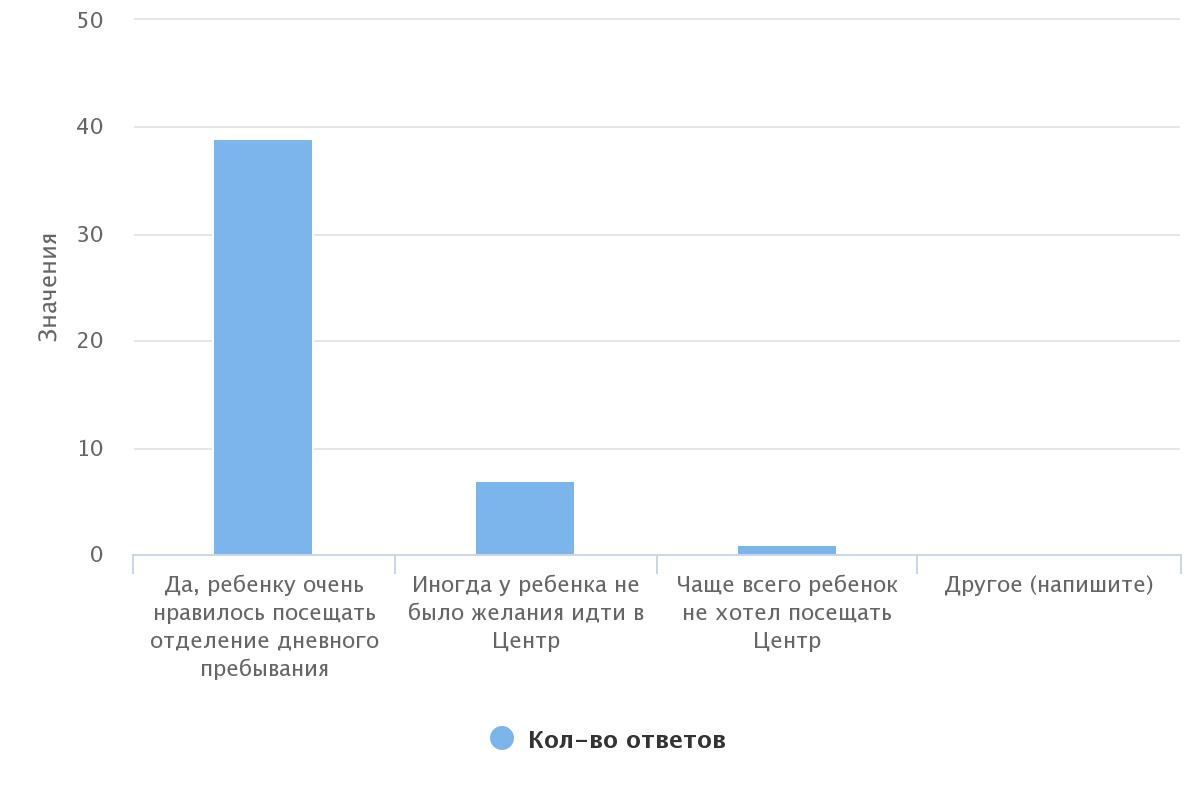 50
40
30
20
10
0
Значения
Да, ребенку очень
нравилось посещать
отделение дневного
пребывания
Иногда у ребенка не
было желания идти в
Центр
Чаще всего ребенок
не хотел посещать
Центр
Другое (напишите)
Кол-во ответов